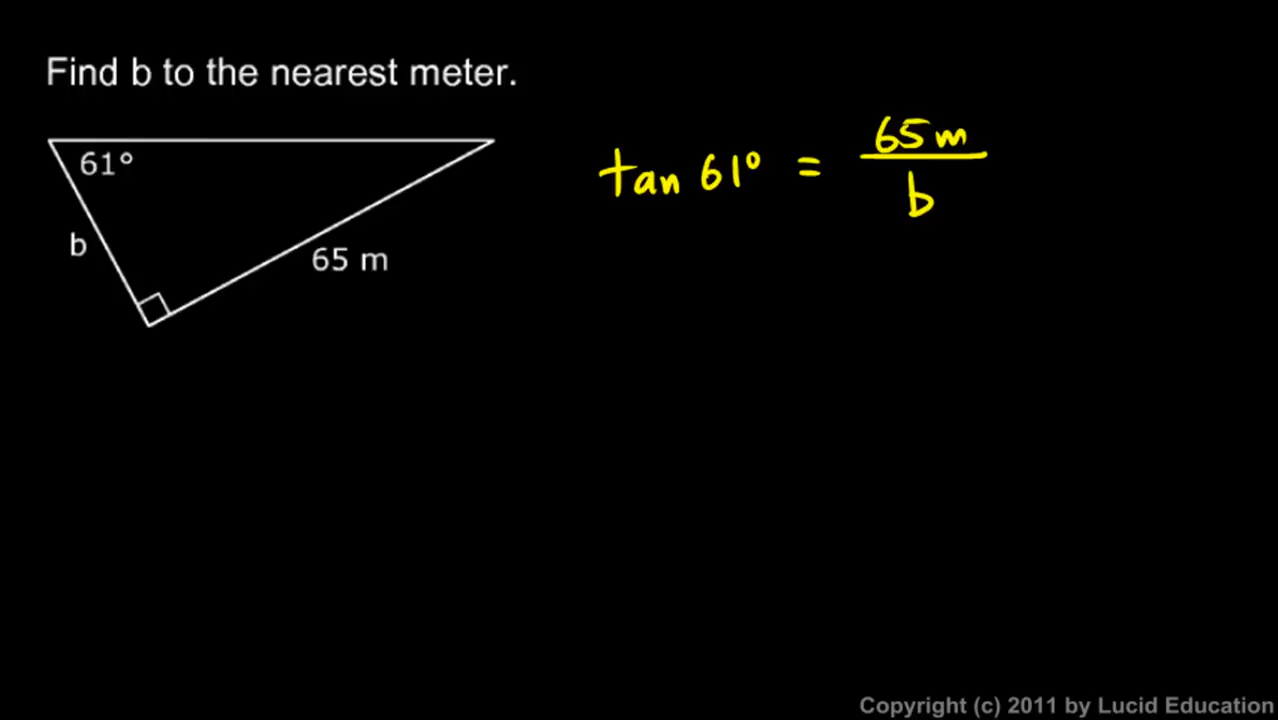 Find b to the nearest meter.
61°
b
65 m
tan 61° = 65 m / b
Copyright (c) 2011 by Lucid Education